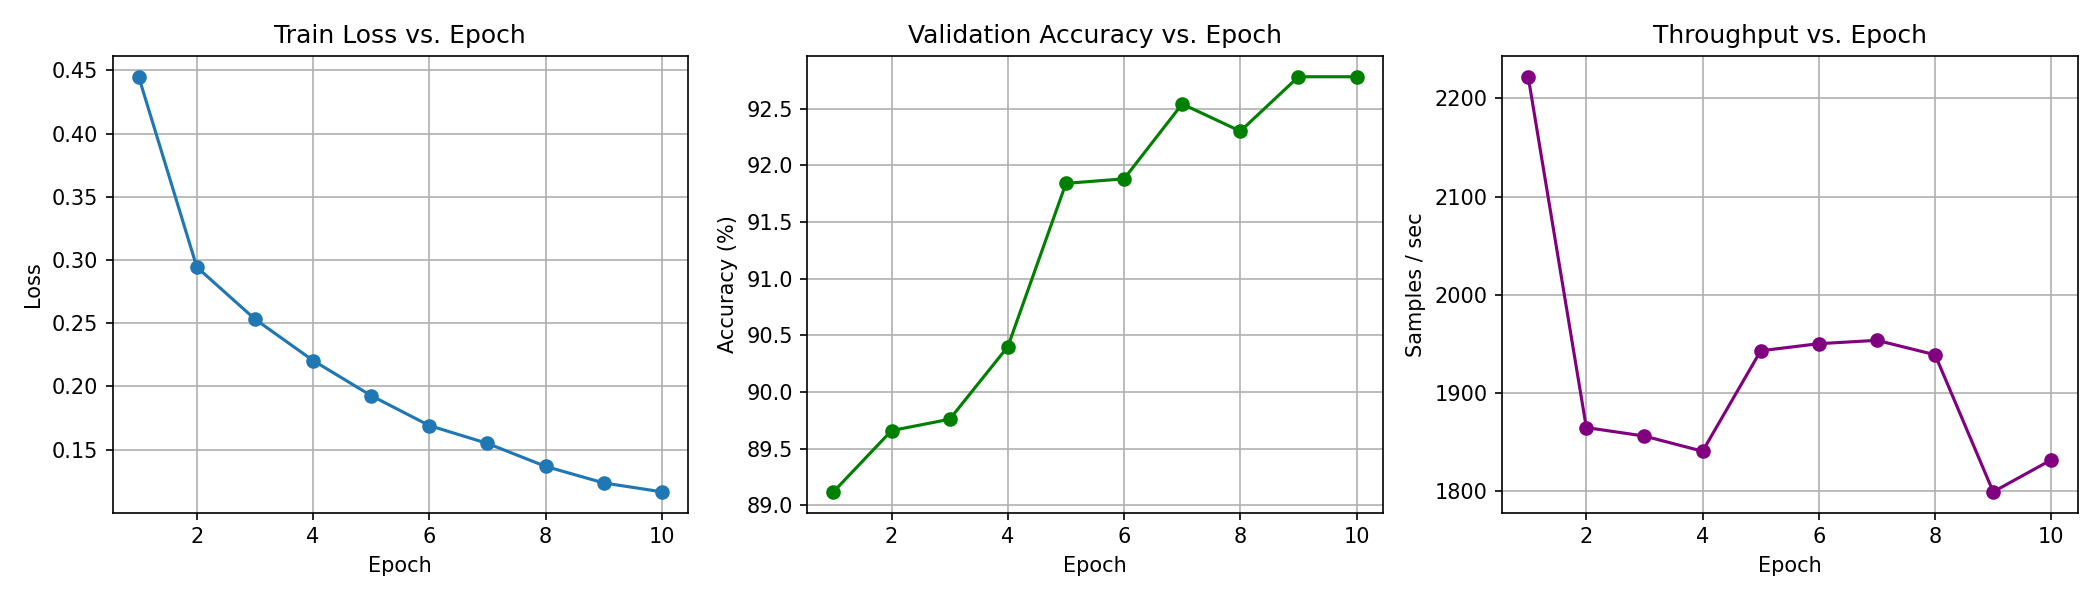 Train Loss vs. Epoch
Loss
0.45
0.40
0.35
0.30
0.25
0.20
0.15
2 4 6 8 10
Epoch
Validation Accuracy vs. Epoch
Accuracy (%)
92.5
92.0
91.5
91.0
90.5
90.0
89.5
89.0
2 4 6 8 10
Epoch
Throughput vs. Epoch
Samples / sec
2200
2100
2000
1900
1800
2 4 6 8 10
Epoch